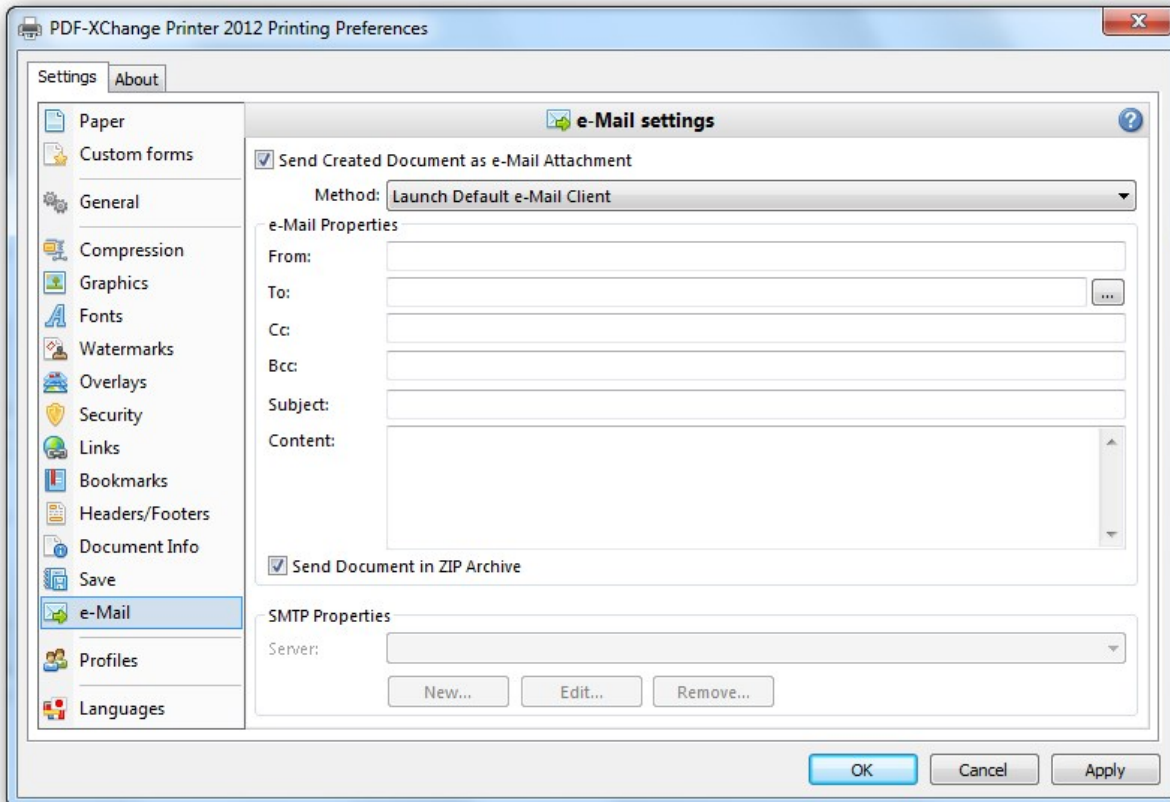 PDF-XChange Printer 2012 Printing Preferences
Settings
About
Paper
Custom forms
General
Compression
Graphics
Fonts
Watermarks
Overlays
Security
Links
Bookmarks
Headers/Footers
Document Info
Save
e-Mail
Profiles
Languages
e-Mail settings
Send Created Document as e-Mail Attachment
Method: Launch Default e-Mail Client
e-Mail Properties
From:
To:
...
Cc:
Bcc:
Subject:
Content:
Send Document in ZIP Archive
SMTP Properties
Server:
New... Edit... Remove...
OK Cancel Apply